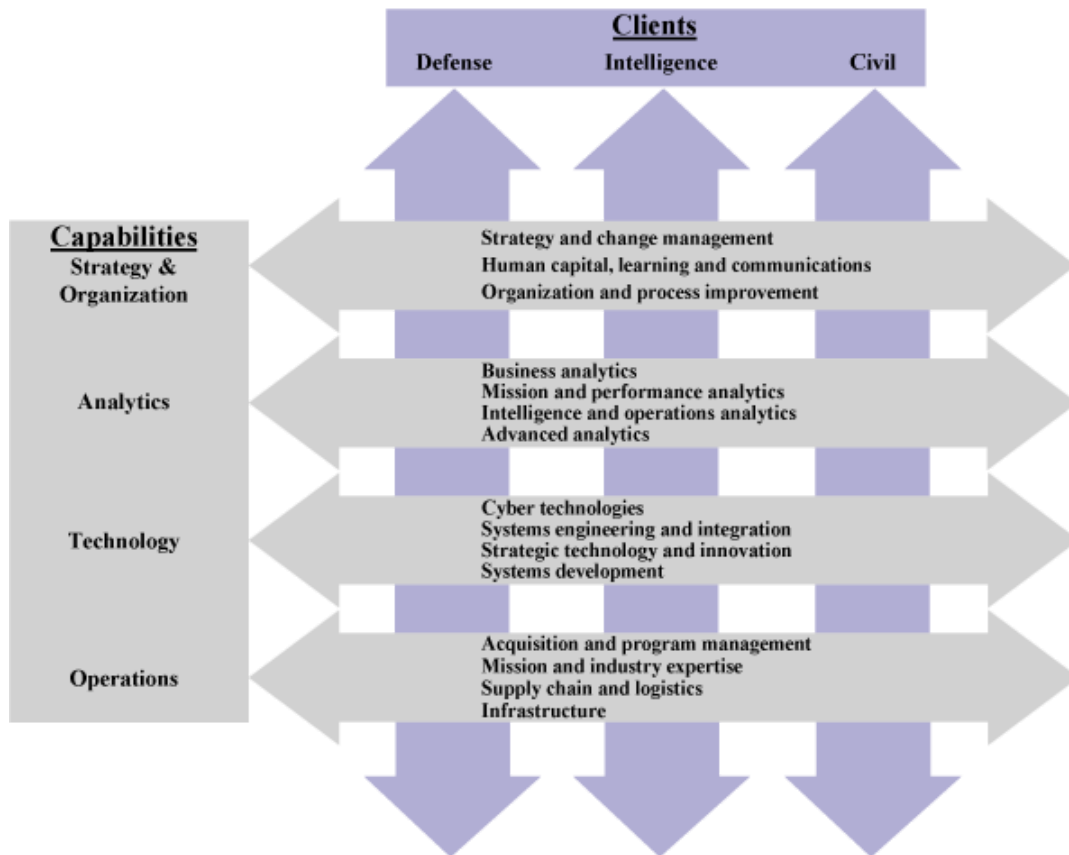 Clients
Defense Intelligence Civil
Capabilities
Strategy &
Organization
Strategy and change management
Human capital, learning and communications
Organization and process improvement
Analytics
Business analytics
Mission and performance analytics
Intelligence and operations analytics
Advanced analytics
Technology
Cyber technologies
Systems engineering and integration
Strategic technology and innovation
Systems development
Operations
Acquisition and program management
Mission and industry expertise
Supply chain and logistics
Infrastructure